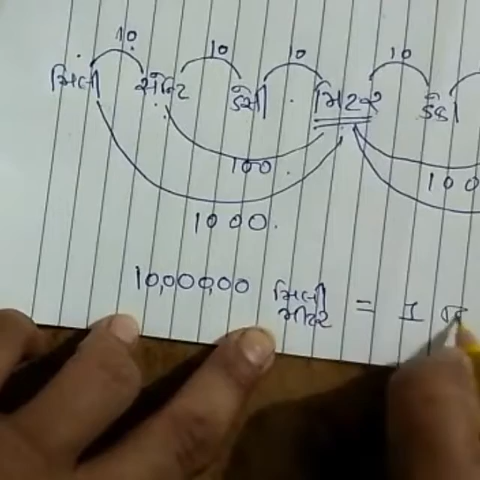 10 10 10 10
મિલી સેન્ટિ ડેસી મિટર ડેકા
100 100
1000
10,00,000 મિલી મીટર = 1